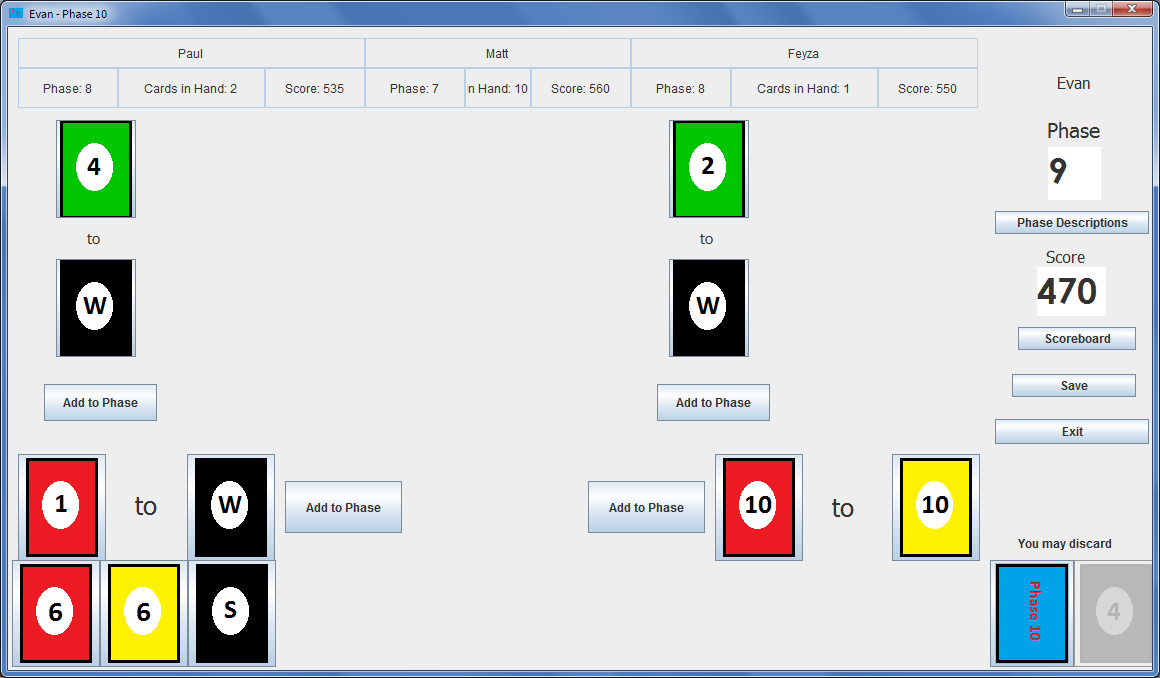 Evan - Phase 10
Paul
Matt
Feyza
Phase: 8
Cards in Hand: 2
Score: 535
Phase: 7
n Hand: 10
Score: 560
Phase: 8
Cards in Hand: 1
Score: 550
Evan
Phase
9
Phase Descriptions
Score
470
Scoreboard
Save
Exit
4
to
W
Add to Phase
2
to
W
Add to Phase
1
to
W
Add to Phase
Add to Phase
10
to
10
6
6
S
You may discard
Phase 10
4